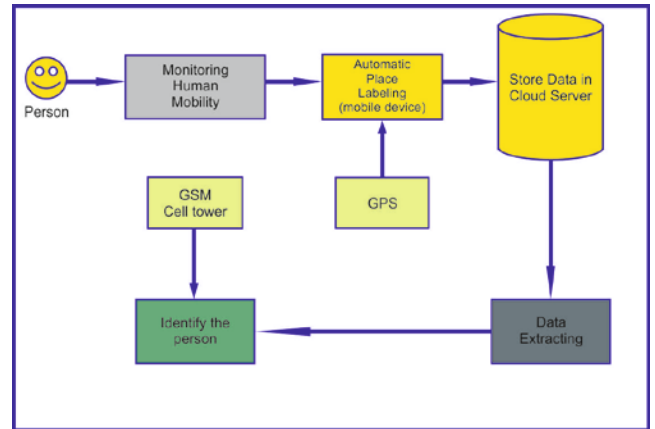 Person
Monitoring
Human
Mobility
Automatic
Place
Labeling
(mobile device)
Store Data in
Cloud Server
GSM
Cell tower
GPS
Identify the
person
Data
Extracting